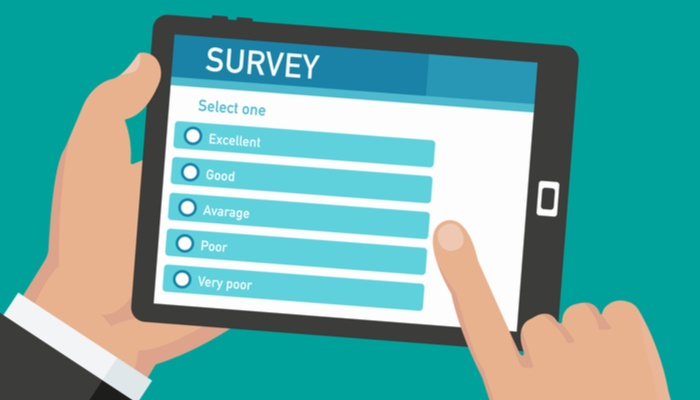 SURVEY
Select one
Excellent
Good
Avarage
Poor
Very poor